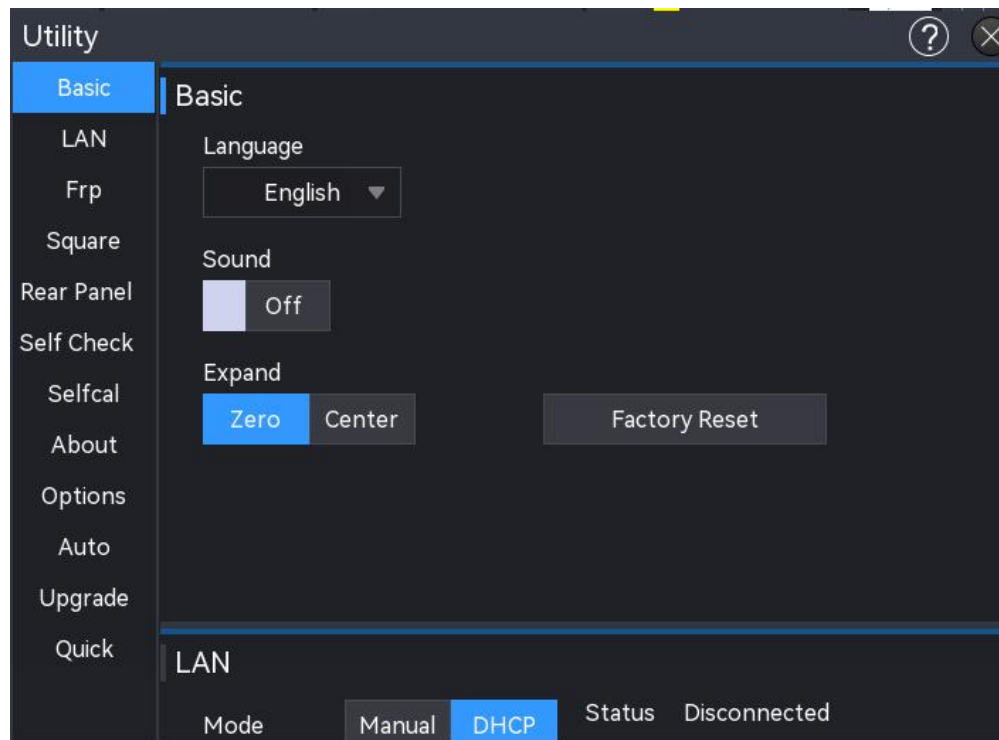 Utility ?
Basic
LAN
Frp
Square
Rear Panel
Self Check
Selfcal
About
Options
Auto
Upgrade
Quick
Basic
Language
English
Sound
Off
Expand
Zero Center Factory Reset
LAN
Mode Manual DHCP Status Disconnected